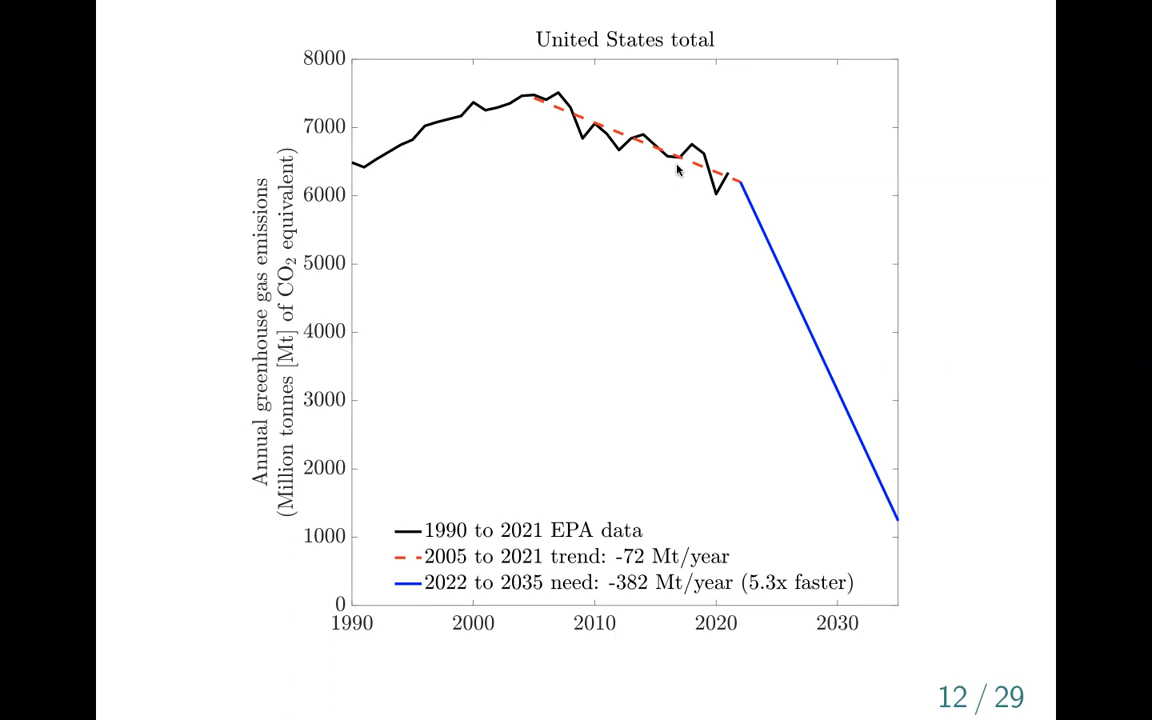 United States total
8000
7000
6000
5000
4000
3000
2000
1000
0
Annual greenhouse gas emissions
(Million tonnes [Mt] of CO₂ equivalent)
1990 to 2021 EPA data
2005 to 2021 trend: -72 Mt/year
2022 to 2035 need: -382 Mt/year (5.3x faster)
1990 2000 2010 2020 2030
12 / 29